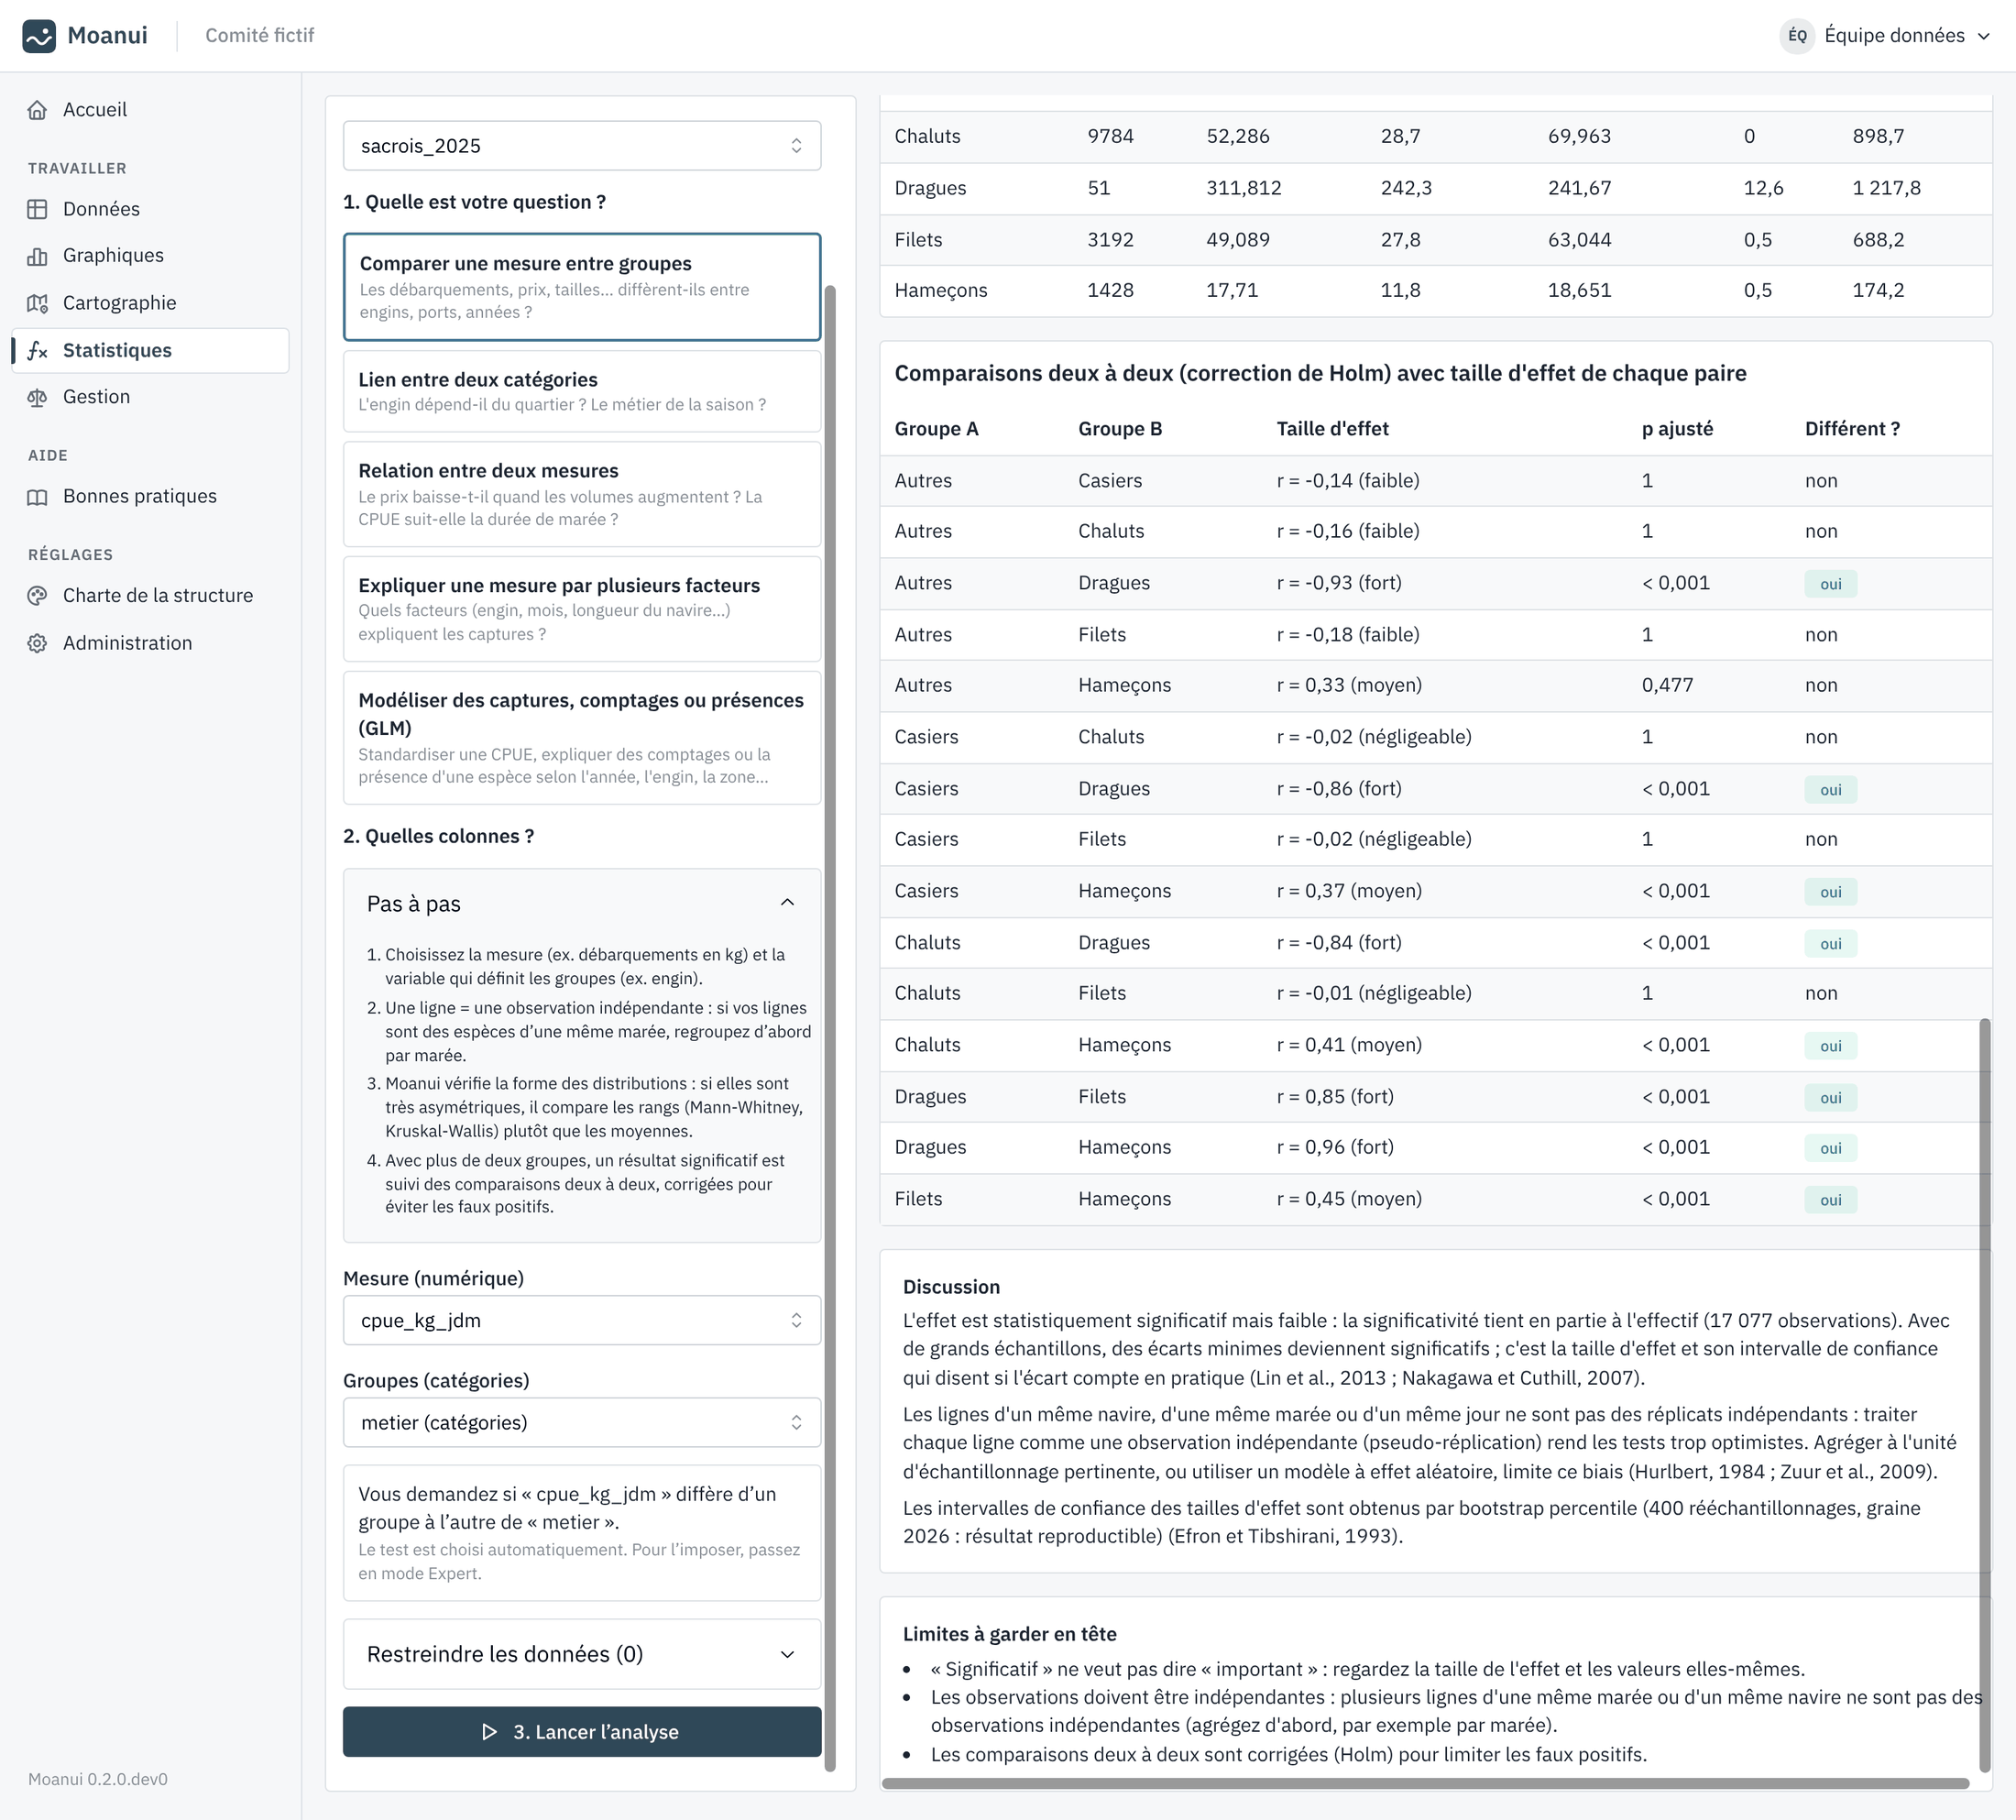 Moanui
Comité fictif
ÉQ
Équipe données
Accueil
TRAVAILLER
Données
Graphiques
Cartographie
Statistiques
Gestion
AIDE
Bonnes pratiques
RÉGLAGES
Charte de la structure
Administration
Moanui 0.2.0.dev0
sacrois_2025
1. Quelle est votre question ?
Comparer une mesure entre groupes
Les débarquements, prix, tailles… diffèrent-ils entre
engins, ports, années ?
Lien entre deux catégories
L'engin dépend-il du quartier ? Le métier de la saison ?
Relation entre deux mesures
Le prix baisse-t-il quand les volumes augmentent ? La
CPUE suit-elle la durée de marée ?
Expliquer une mesure par plusieurs facteurs
Quels facteurs (engin, mois, longueur du navire…)
expliquent les captures ?
Modéliser des captures, comptages ou présences
(GLM)
Standardiser une CPUE, expliquer des comptages ou la
présence d'une espèce selon l'année, l'engin, la zone…
2. Quelles colonnes ?
Pas à pas
1. Choisissez la mesure (ex. débarquements en kg) et la
variable qui définit les groupes (ex. engin).
2. Une ligne = une observation indépendante : si vos lignes
sont des espèces d’une même marée, regroupez d’abord
par marée.
3. Moanui vérifie la forme des distributions : si elles sont
très asymétriques, il compare les rangs (Mann-Whitney,
Kruskal-Wallis) plutôt que les moyennes.
4. Avec plus de deux groupes, un résultat significatif est
suivi des comparaisons deux à deux, corrigées pour
éviter les faux positifs.
Mesure (numérique)
cpue_kg_jdm
Groupes (catégories)
metier (catégories)
Vous demandez si « cpue_kg_jdm » diffère d’un
groupe à l’autre de « metier ».
Le test est choisi automatiquement. Pour l’imposer, passez
en mode Expert.
Restreindre les données (0)
3. Lancer l’analyse
Chaluts 9784 52,286 28,7 69,963 0 898,7
Dragues 51 311,812 242,3 241,67 12,6 1 217,8
Filets 3192 49,089 27,8 63,044 0,5 688,2
Hameçons 1428 17,71 11,8 18,651 0,5 174,2
Comparaisons deux à deux (correction de Holm) avec taille d'effet de chaque paire
Groupe A Groupe B Taille d'effet p ajusté Différent ?
Autres Casiers r = -0,14 (faible) 1 non
Autres Chaluts r = -0,16 (faible) 1 non
Autres Dragues r = -0,93 (fort) < 0,001 oui
Autres Filets r = -0,18 (faible) 1 non
Autres Hameçons r = 0,33 (moyen) 0,477 non
Casiers Chaluts r = -0,02 (négligeable) 1 non
Casiers Dragues r = -0,86 (fort) < 0,001 oui
Casiers Filets r = -0,02 (négligeable) 1 non
Casiers Hameçons r = 0,37 (moyen) < 0,001 oui
Chaluts Dragues r = -0,84 (fort) < 0,001 oui
Chaluts Filets r = -0,01 (négligeable) 1 non
Chaluts Hameçons r = 0,41 (moyen) < 0,001 oui
Dragues Filets r = 0,85 (fort) < 0,001 oui
Dragues Hameçons r = 0,96 (fort) < 0,001 oui
Filets Hameçons r = 0,45 (moyen) < 0,001 oui
Discussion
L'effet est statistiquement significatif mais faible : la significativité tient en partie à l'effectif (17 077 observations). Avec
de grands échantillons, des écarts minimes deviennent significatifs ; c'est la taille d'effet et son intervalle de confiance
qui disent si l'écart compte en pratique (Lin et al., 2013 ; Nakagawa et Cuthill, 2007).
Les lignes d'un même navire, d'une même marée ou d'un même jour ne sont pas des réplicats indépendants : traiter
chaque ligne comme une observation indépendante (pseudo-réplication) rend les tests trop optimistes. Agréger à l'unité
d'échantillonnage pertinente, ou utiliser un modèle à effet aléatoire, limite ce biais (Hurlbert, 1984 ; Zuur et al., 2009).
Les intervalles de confiance des tailles d'effet sont obtenus par bootstrap percentile (400 rééchantillonnages, graine
2026 : résultat reproductible) (Efron et Tibshirani, 1993).
Limites à garder en tête
• « Significatif » ne veut pas dire « important » : regardez la taille de l'effet et les valeurs elles-mêmes.
• Les observations doivent être indépendantes : plusieurs lignes d'une même marée ou d'un même navire ne sont pas des
observations indépendantes (agrégez d'abord, par exemple par marée).
• Les comparaisons deux à deux sont corrigées (Holm) pour limiter les faux positifs.